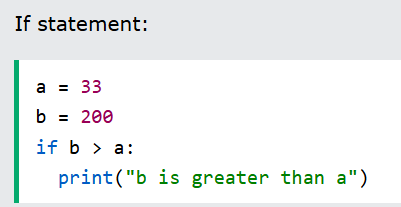 If statement:
a = 33
b = 200
if b > a:
  print("b is greater than a")